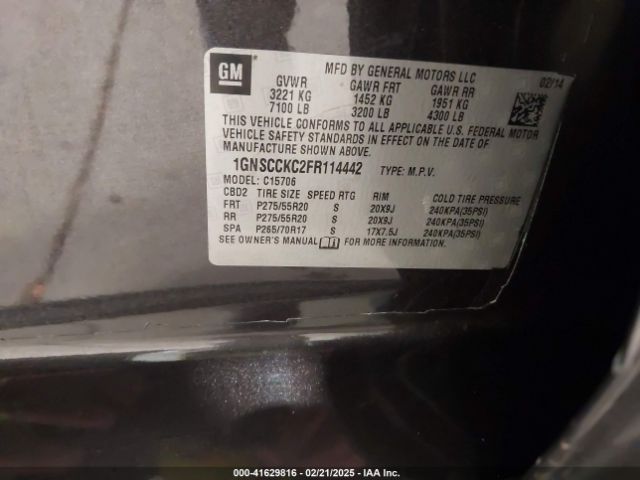 GM
MFD BY GENERAL MOTORS LLC
02/14
GVWR GAWR FRT GAWR RR
3221 KG 1452 KG 1951 KG
7100 LB 3200 LB 4300 LB
THIS VEHICLE CONFORMS TO ALL APPLICABLE U.S. FEDERAL MOTOR
VEHICLE SAFETY STANDARDS IN EFFECT ON THE DATE OF
MANUFACTURE SHOWN ABOVE.
1GNSCCKC2FR114442 TYPE: M.P.V.
MODEL: C15706
CBD2 TIRE SIZE SPEED RTG RIM COLD TIRE PRESSURE
FRT P275/55R20 S 20X9J 240KPA(35PSI)
RR P275/55R20 S 20X9J 240KPA(35PSI)
SPA P265/70R17 S 17X7.5J 240KPA(35PSI)
SEE OWNER'S MANUAL FOR MORE INFORMATION.
000-41629816 - 02/21/2025 - IAA Inc.